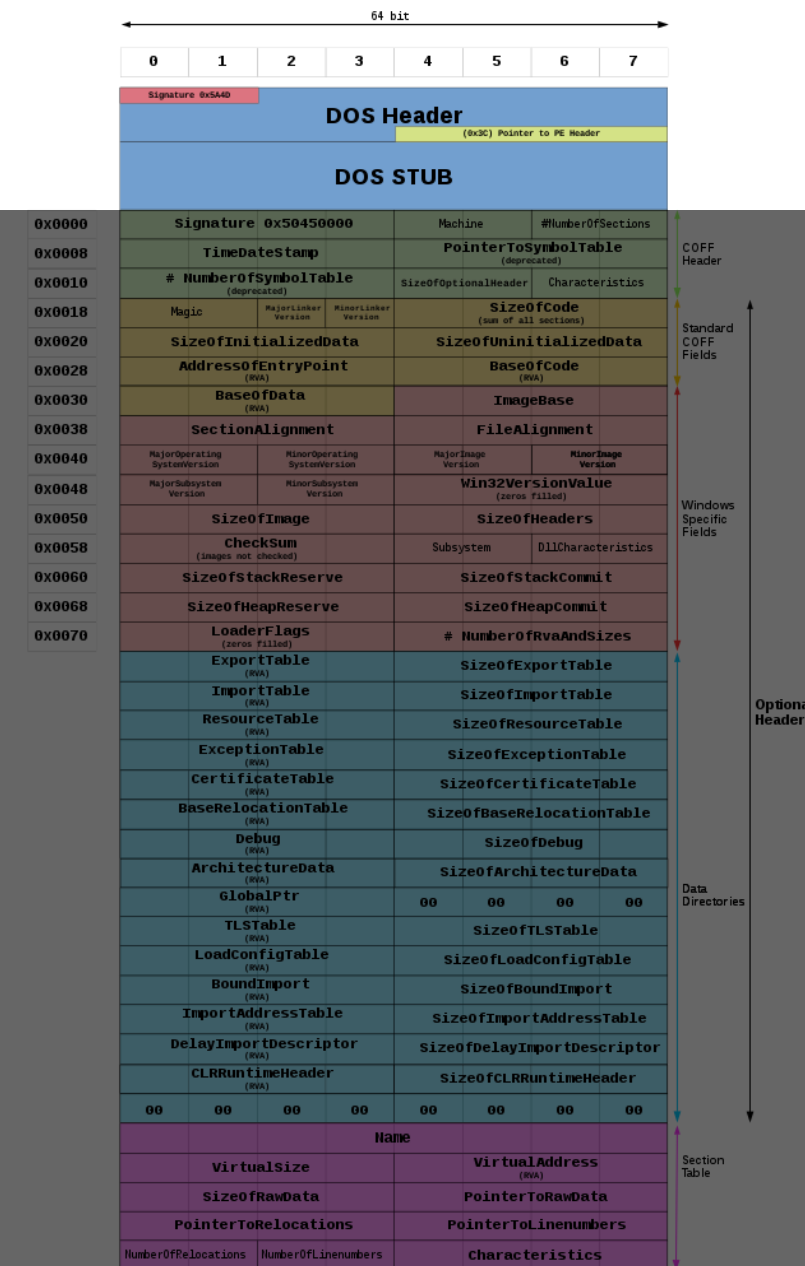 64 bit
0 1 2 3 4 5 6 7
Signature 0x5A4D
DOS Header
(0x3C) Pointer to PE Header
DOS STUB
0x0000 Signature 0x50450000 Machine #NumberOfSections
0x0008 TimeDateStamp PointerToSymbolTable
(deprecated)
COFF
Header
0x0010 # NumberOfSymbolTable SizeOfOptionalHeader Characteristics
(deprecated)
0x0018 Magic MajorLinker MinorLinker SizeOfCode
Version Version (sum of all sections)
Standard
COFF
Fields
0x0020 SizeOfInitializedData SizeOfUninitializedData
0x0028 AddressOfEntryPoint BaseOfCode
(RVA) (RVA)
0x0030 BaseOfData ImageBase
(RVA)
0x0038 SectionAlignment FileAlignment
0x0040 MajorOperating MinorOperating MajorImage MinorImage
SystemVersion SystemVersion Version Version
0x0048 MajorSubsystem MinorSubsystem Win32VersionValue
Version Version (zeros filled)
0x0050 SizeOfImage SizeOfHeaders
Windows
Specific
Fields
0x0058 CheckSum Subsystem DllCharacteristics
(images not checked)
0x0060 SizeOfStackReserve SizeOfStackCommit
0x0068 SizeOfHeapReserve SizeOfHeapCommit
0x0070 LoaderFlags # NumberOfRvaAndSizes
(zeros filled)
ExportTable SizeOfExportTable
(RVA)
ImportTable SizeOfImportTable
(RVA)
Optiona
Header
ResourceTable SizeOfResourceTable
(RVA)
ExceptionTable SizeOfExceptionTable
(RVA)
CertificateTable SizeOfCertificateTable
(RVA)
BaseRelocationTable SizeOfBaseRelocationTable
(RVA)
Debug SizeOfDebug
(RVA)
ArchitectureData SizeOfArchitectureData
(RVA)
GlobalPtr 00 00 00 00
(RVA)
Data
Directories
TLSTable SizeOfTLSTable
(RVA)
LoadConfigTable SizeOfLoadConfigTable
(RVA)
BoundImport SizeOfBoundImport
(RVA)
ImportAddressTable SizeOfImportAddressTable
(RVA)
DelayImportDescriptor SizeOfDelayImportDescriptor
(RVA)
CLRRuntimeHeader SizeOfCLRRuntimeHeader
(RVA)
00 00 00 00 00 00 00 00
Name
VirtualSize VirtualAddress
(RVA)
Section
Table
SizeOfRawData PointerToRawData
PointerToRelocations PointerToLinenumbers
NumberOfRelocations NumberOfLinenumbers Characteristics